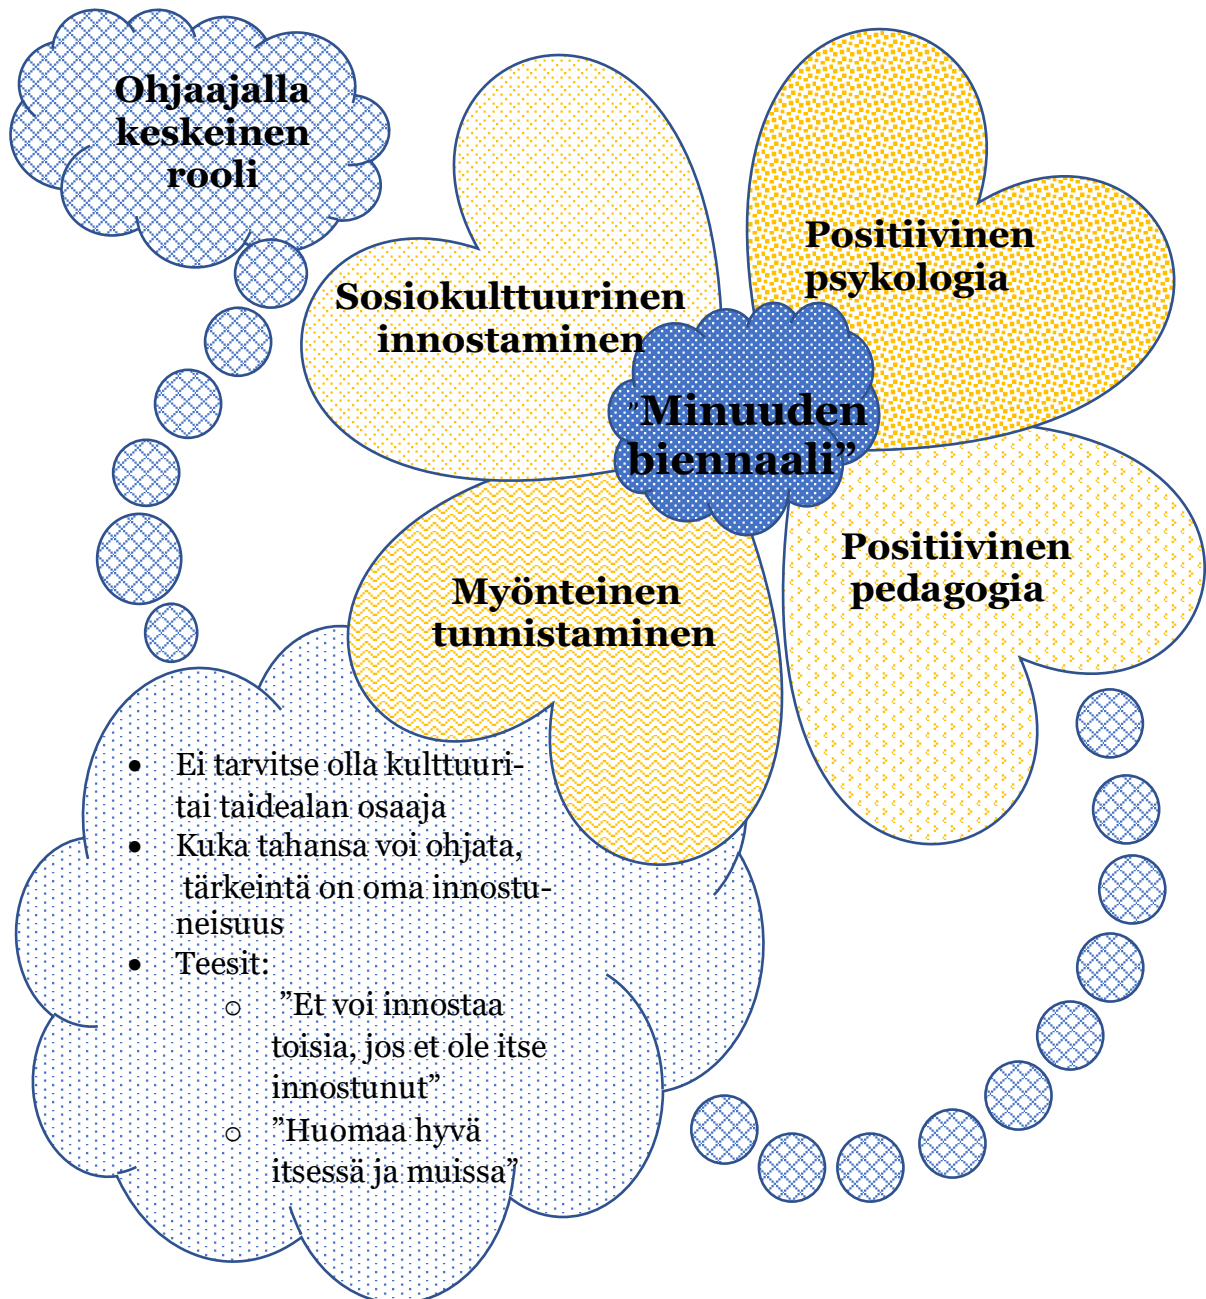 Ohjaajalla
keskeinen
rooli
Positiivinen
psykologia
Sosiokulttuurinen
innostaminen
”Minuuden
biennaali”
Positiivinen
pedagogia
Myönteinen
tunnistaminen
• Ei tarvitse olla kulttuuri-
tai taidealan osaaja
• Kuka tahansa voi ohjata,
tärkeintä on oma innostu-
neisuus
• Teesit:
o ”Et voi innostaa
toisia, jos et ole itse
innostunut”
o ”Huomaa hyvä
itsessä ja muissa”